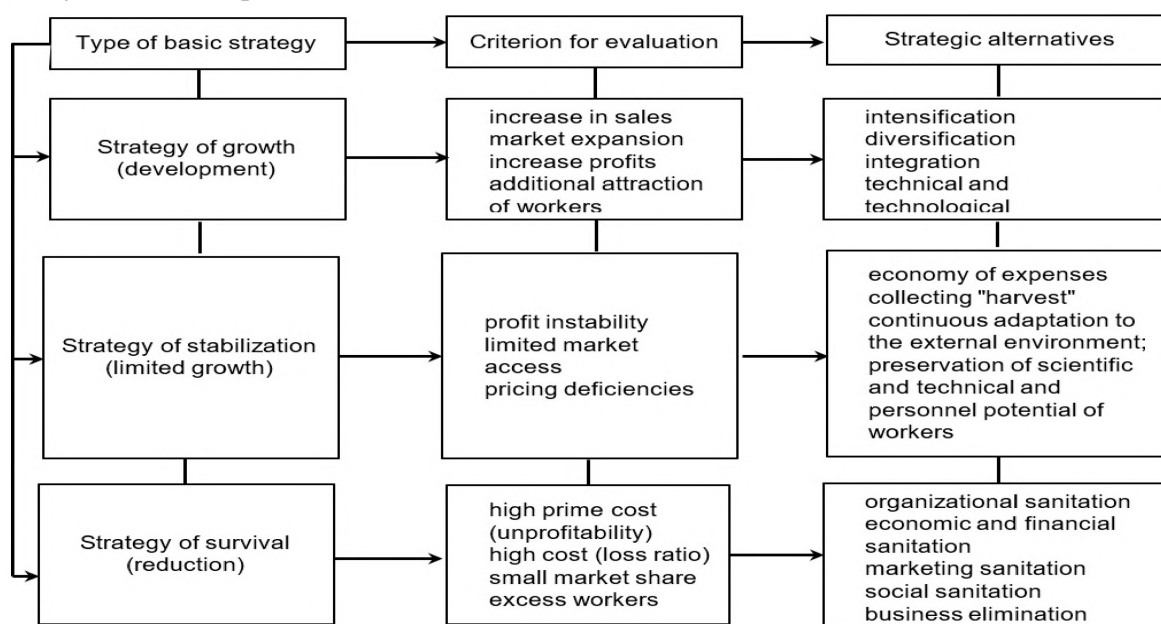 Type of basic strategy
Criterion for evaluation
Strategic alternatives
Strategy of growth
(development)
increase in sales
market expansion
increase profits
additional attraction
of workers
intensification
diversification
integration
technical and
technological
Strategy of stabilization
(limited growth)
profit instability
limited market
access
pricing deficiencies
economy of expenses
collecting "harvest"
continuous adaptation to
the external environment;
preservation of scientific
and technical and
personnel potential of
workers
Strategy of survival
(reduction)
high prime cost
(unprofitability)
high cost (loss ratio)
small market share
excess workers
organizational sanitation
economic and financial
sanitation
marketing sanitation
social sanitation
business elimination